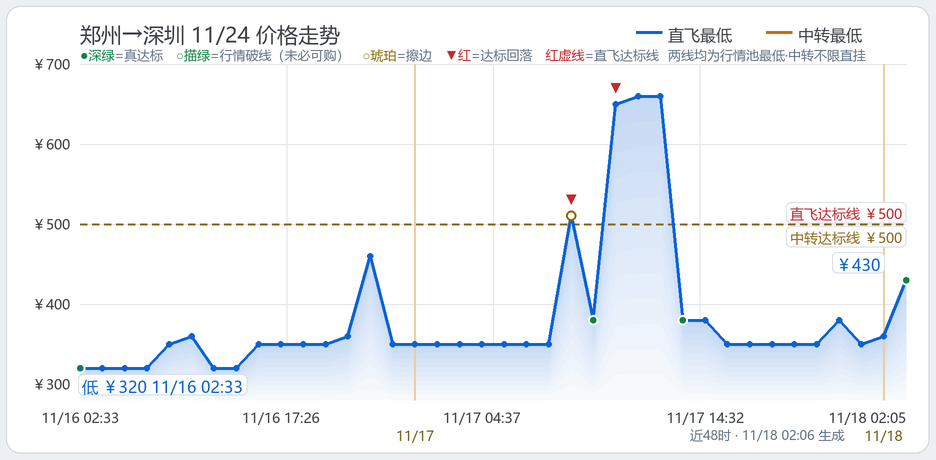 郑州→深圳 11/24 价格走势
直飞最低
中转最低
●深绿=真达标 ○描绿=行情破线（未必可购） ○琥珀=擦边 ▼红=达标回落 红虚线=直飞达标线 两线均为行情池最低·中转不限直挂
¥700
¥600
¥500
¥400
¥300
直飞达标线 ¥500
中转达标线 ¥500
¥430
低 ¥320 11/16 02:33
11/16 02:33
11/16 17:26
11/17 04:37
11/17 14:32
11/18 02:05
11/17
近48时 · 11/18 02:06 生成
11/18